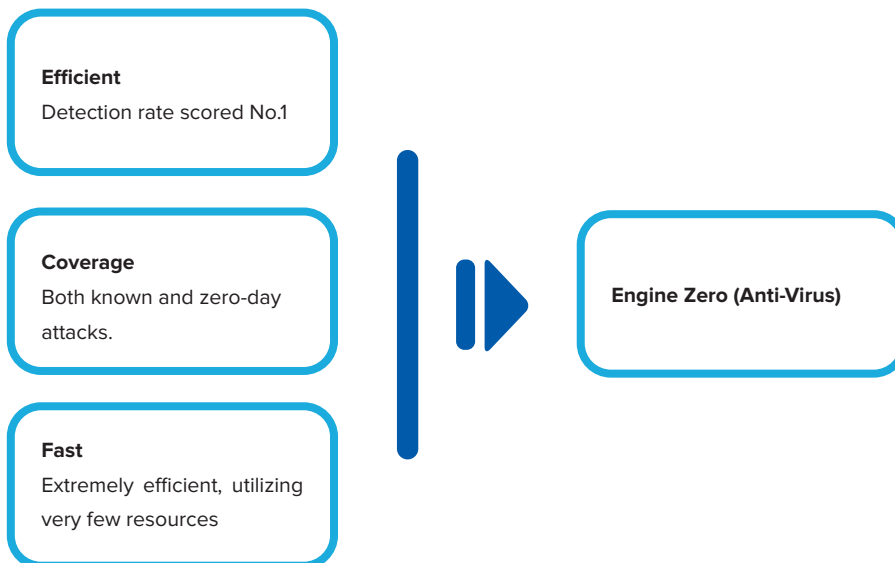 Efficient
Detection rate scored No.1
Coverage
Both known and zero-day
attacks.
Fast
Extremely efficient, utilizing
very few resources
Engine Zero (Anti-Virus)